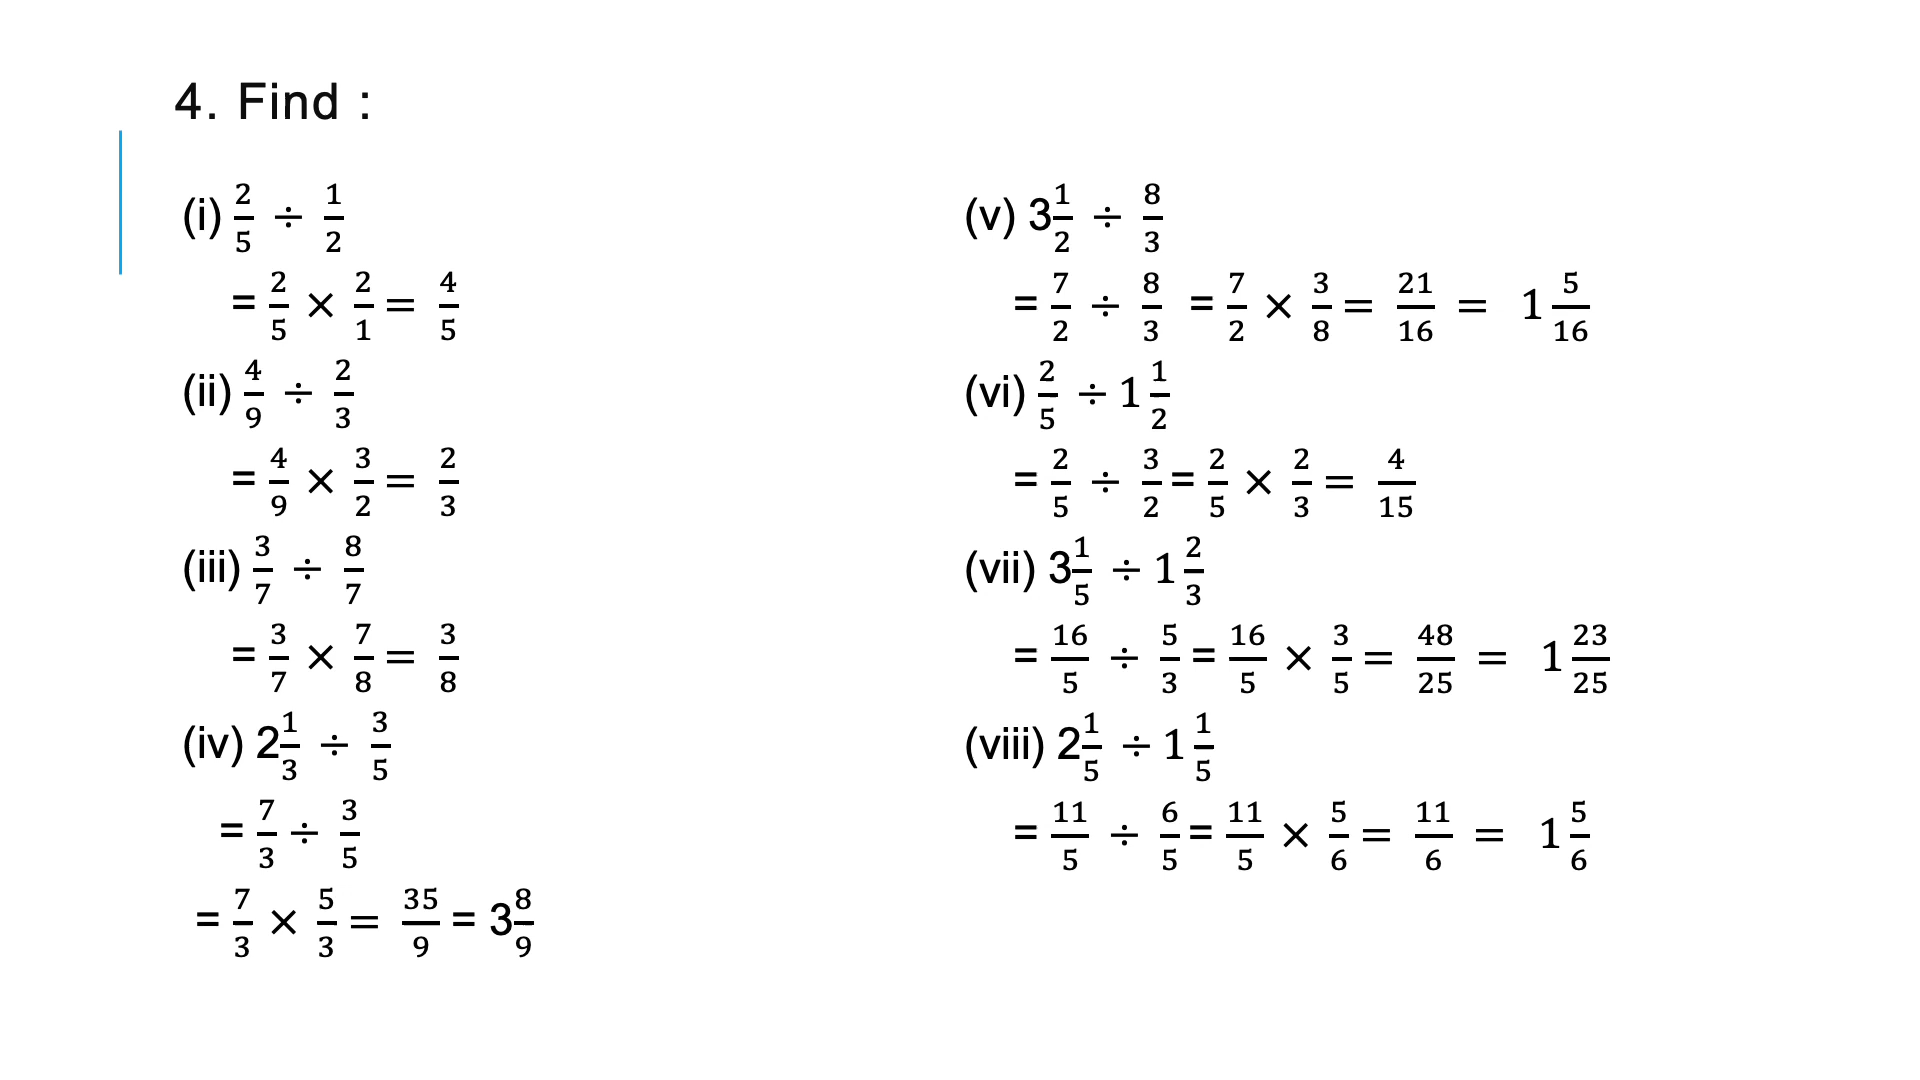 4. Find :
(i) 2/5 ÷ 1/2
= 2/5 × 2/1 = 4/5
(ii) 4/9 ÷ 2/3
= 4/9 × 3/2 = 2/3
(iii) 3/7 ÷ 8/7
= 3/7 × 7/8 = 3/8
(iv) 2 1/3 ÷ 3/5
= 7/3 ÷ 3/5
= 7/3 × 5/3 = 35/9 = 3 8/9
(v) 3 1/2 ÷ 8/3
= 7/2 ÷ 8/3 = 7/2 × 3/8 = 21/16 = 1 5/16
(vi) 2/5 ÷ 1 1/2
= 2/5 ÷ 3/2 = 2/5 × 2/3 = 4/15
(vii) 3 1/5 ÷ 1 2/3
= 16/5 ÷ 5/3 = 16/5 × 3/5 = 48/25 = 1 23/25
(viii) 2 1/5 ÷ 1 1/5
= 11/5 ÷ 6/5 = 11/5 × 5/6 = 11/6 = 1 5/6